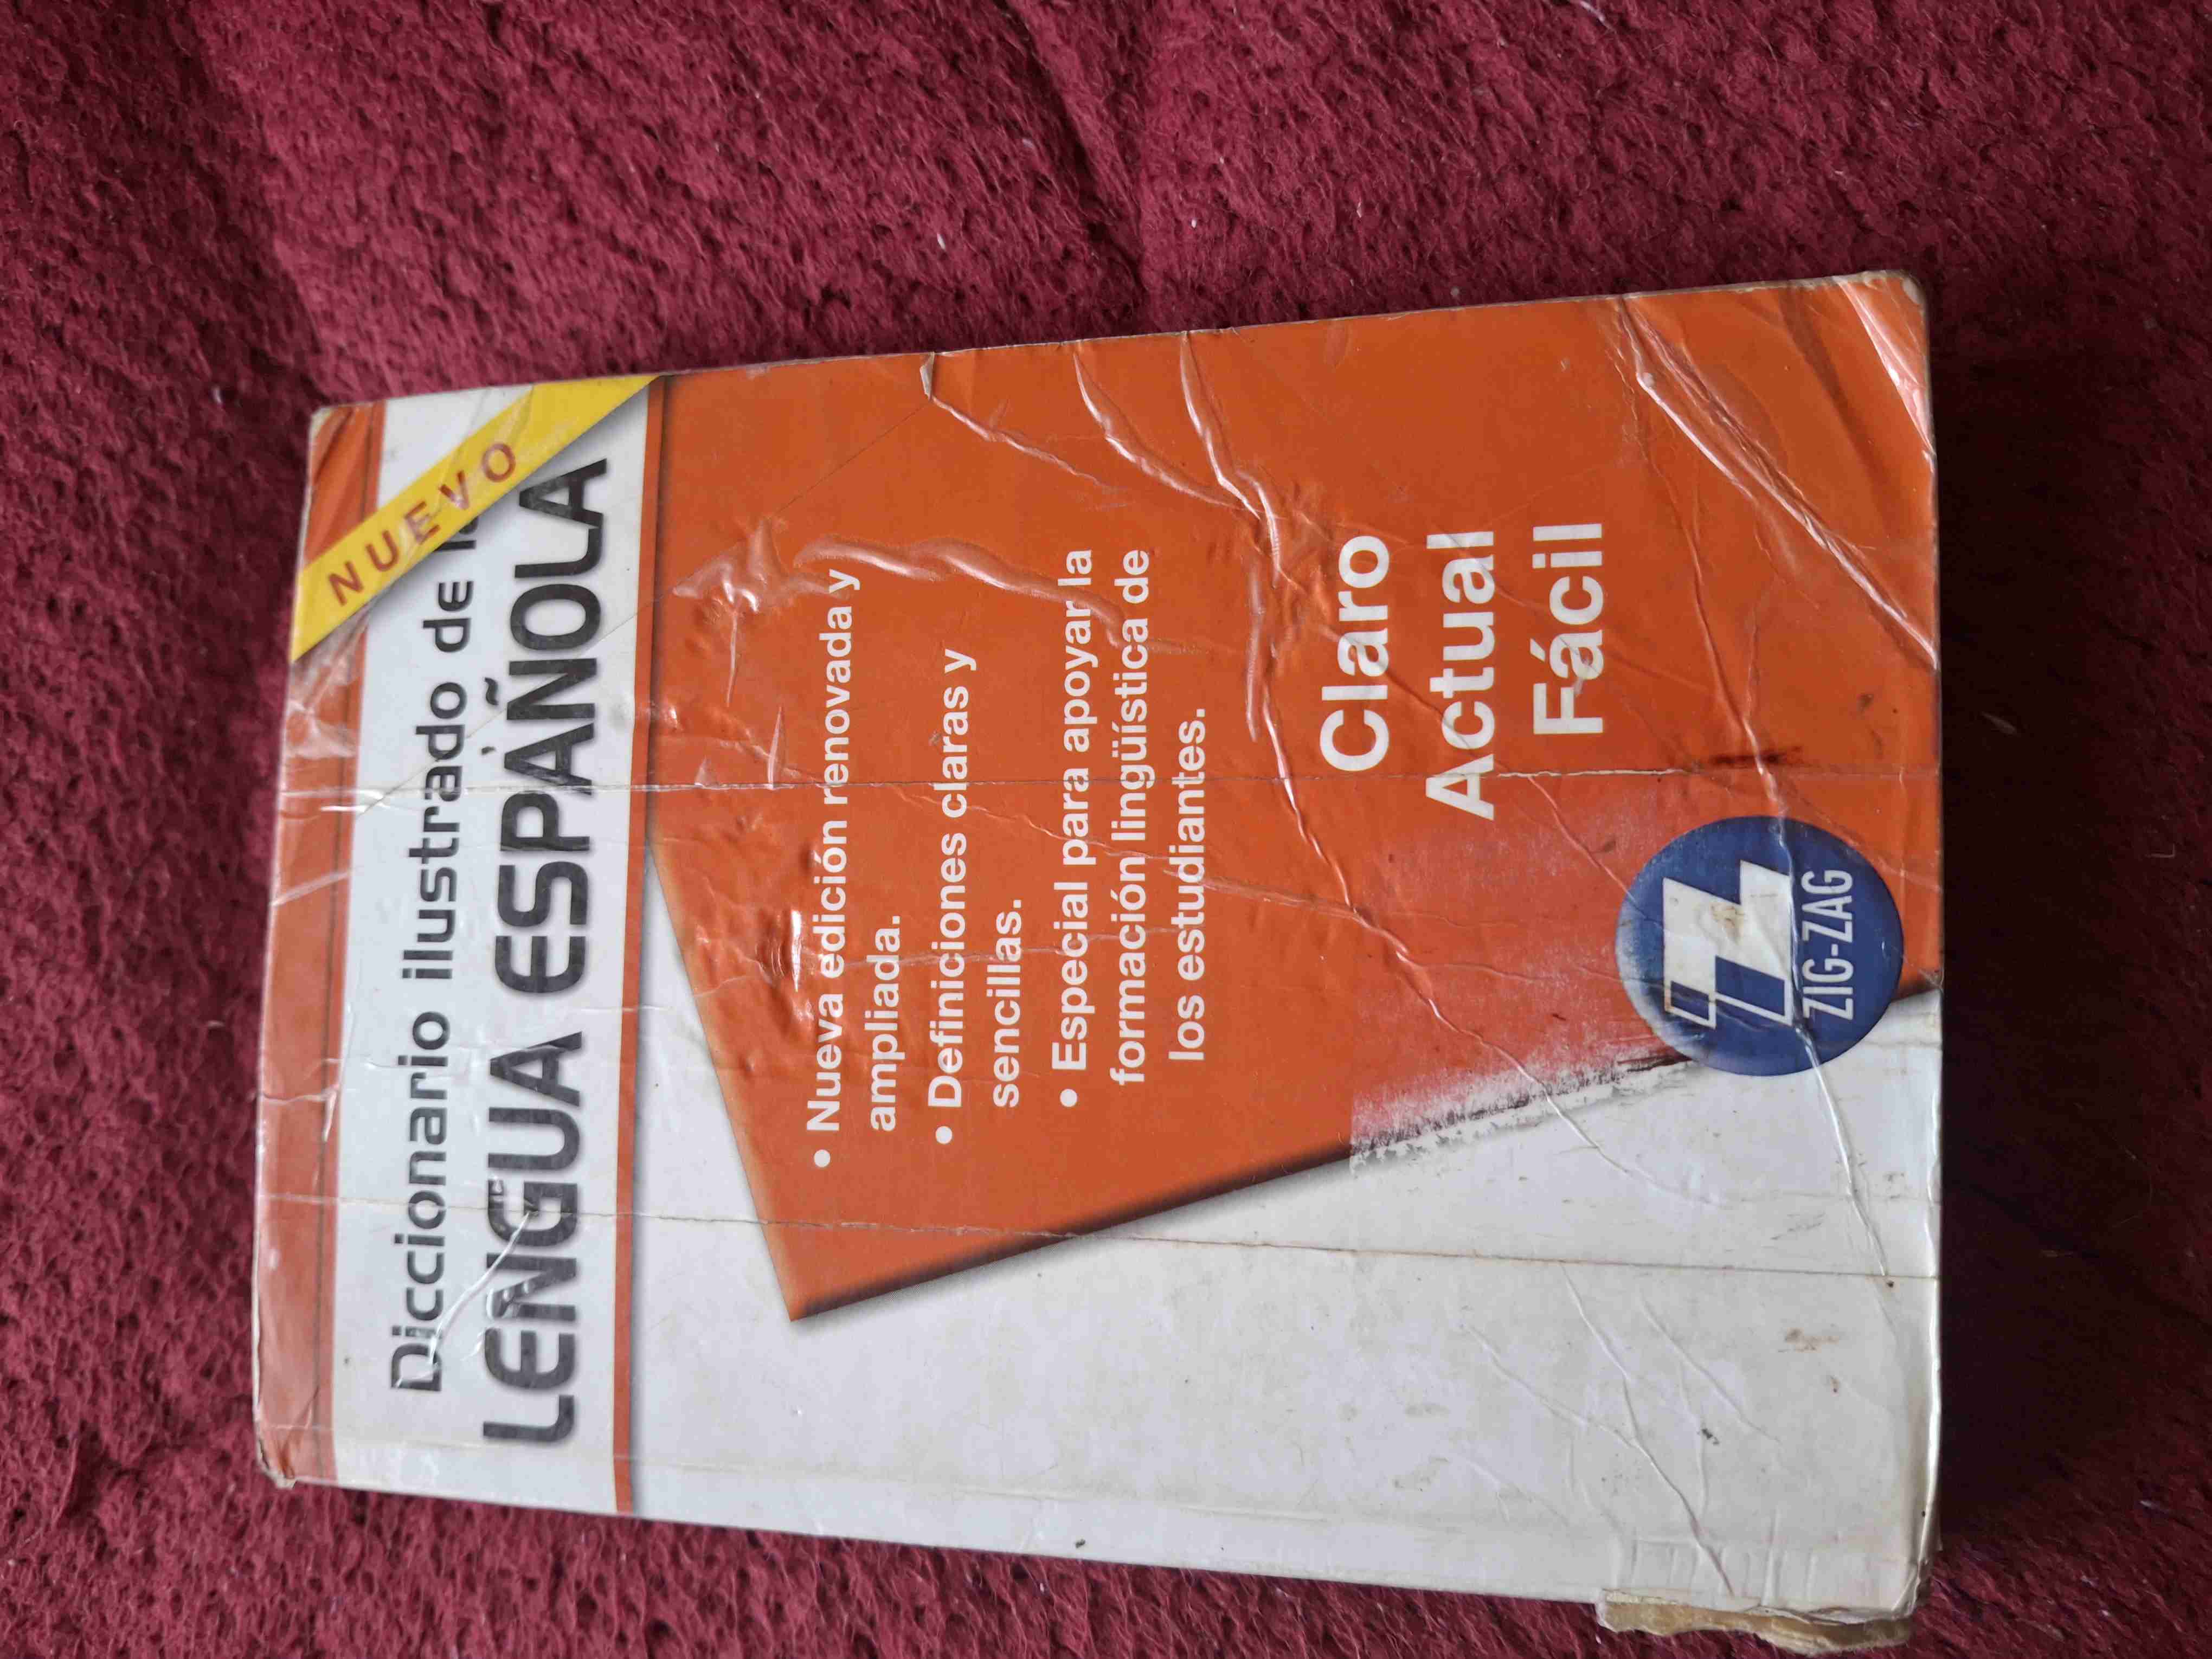 NUEVO
Diccionario ilustrado de
LENGUA ESPAÑOLA
• Nueva edición renovada y
ampliada.
• Definiciones claras y
sencillas.
• Especial para apoyar la
formación lingüística de
los estudiantes.
Claro
Actual
Fácil
ZIG-ZAG